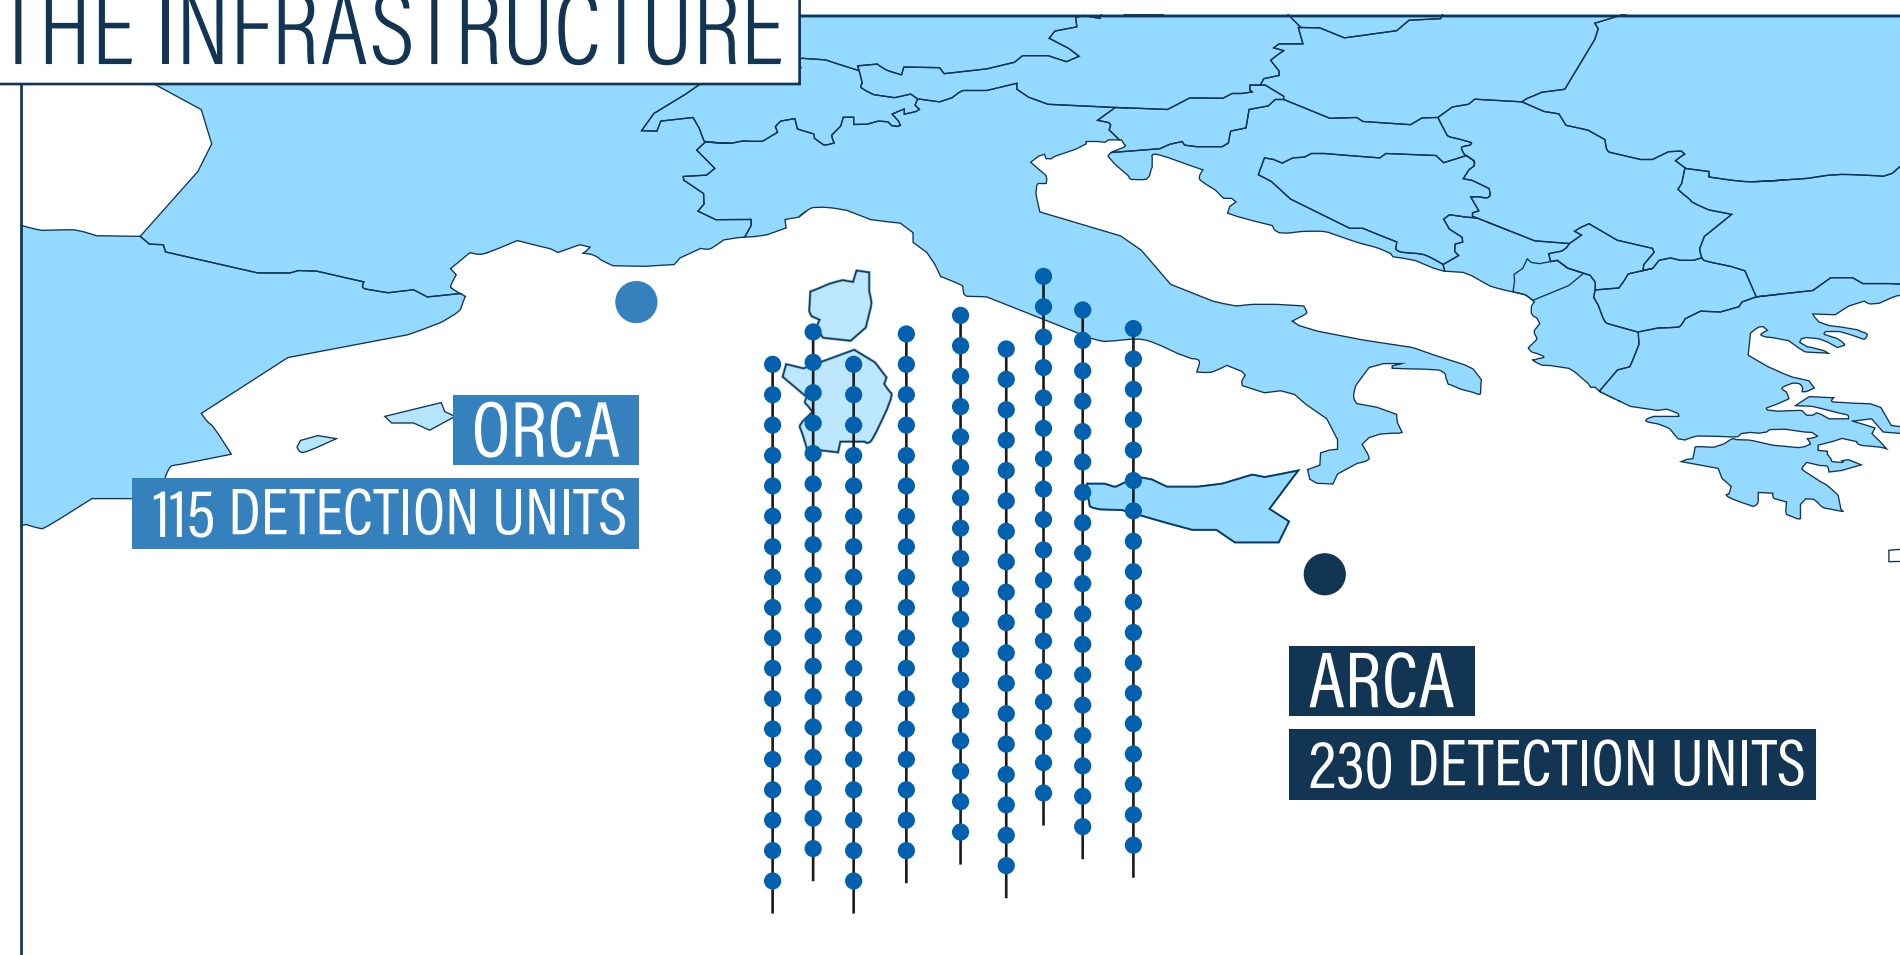 THE INFRASTRUCTURE
ORCA
115 DETECTION UNITS
ARCA
230 DETECTION UNITS